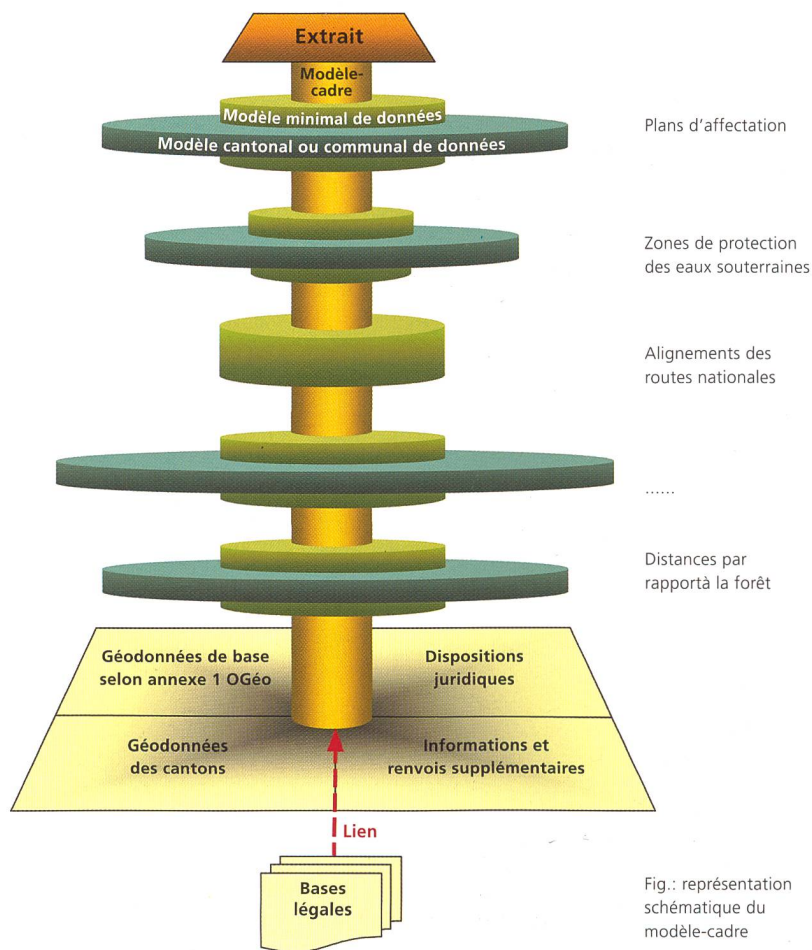 Extrait
Modèle-
cadre
Modèle minimal de données
Modèle cantonal ou communal de données
Plans d’affectation
Zones de protection
des eaux souterraines
Alignements des
routes nationales
......
Distances par
rapportà la forêt
Géodonnées de base
selon annexe 1 OGéo
Dispositions
juridiques
Géodonnées
des cantons
Informations et
renvois supplémentaires
Lien
Bases
légales
Fig.: représentation
schématique du
modèle-cadre